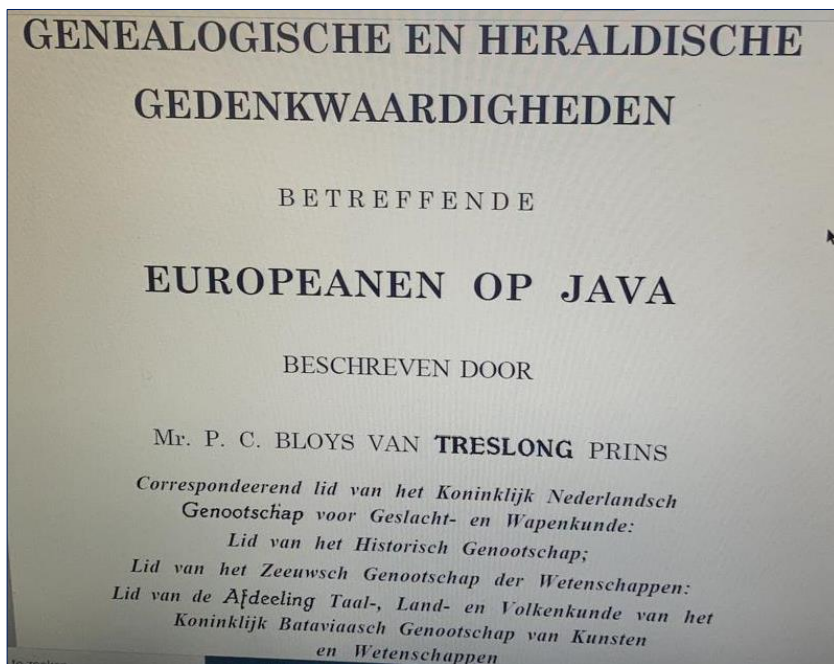 GENEALOGISCHE EN HERALDISCHE
GEDENKWAARDIGHEDEN
BETREFFENDE
EUROPEANEN OP JAVA
BESCHREVEN DOOR
Mr. P. C. BLOYS VAN TRESLONG PRINS
Correspondeerend lid van het Koninklijk Nederlandsch
Genootschap voor Geslacht- en Wapenkunde:
Lid van het Historisch Genootschap;
Lid van het Zeeuwsch Genootschap der Wetenschappen:
Lid van de Afdeeling Taal-, Land- en Volkenkunde van het
Koninklijk Bataviaasch Genootschap van Kunsten
en Wetenschappen